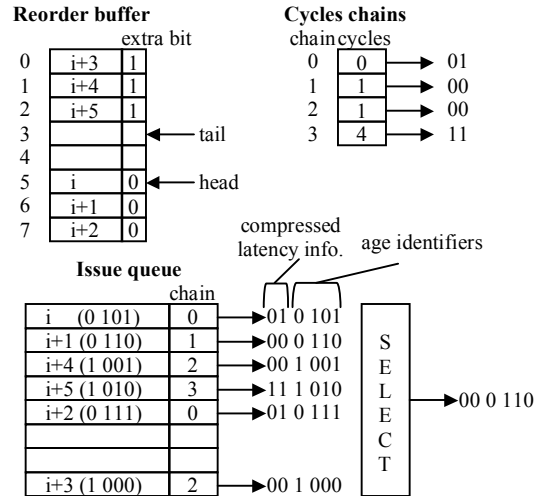 Reorder buffer
extra bit
0 i+3 1
1 i+4 1
2 i+5 1
3 tail
4
5 i 0 head
6 i+1 0
7 i+2 0
Cycles chains
chain cycles
0 0 01
1 1 00
2 1 00
3 4 11
compressed
latency info.
age identifiers
Issue queue
chain
i (0 101) 0 01 0 101
i+1 (0 110) 1 00 0 110
i+4 (1 001) 2 00 1 001
i+5 (1 010) 3 11 1 010
i+2 (0 111) 0 01 0 111
i+3 (1 000) 2 00 1 000
SELECT
00 0 110